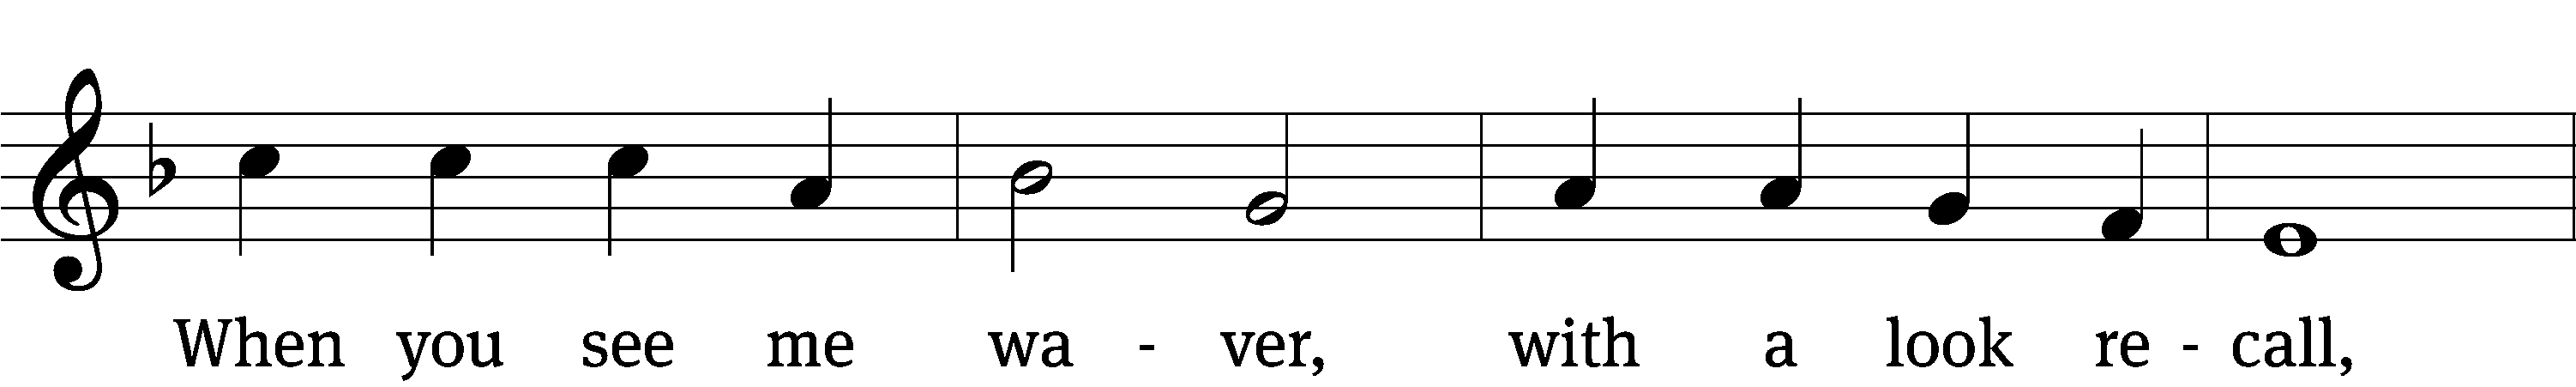 When you see me wa - ver, with a look re - call,